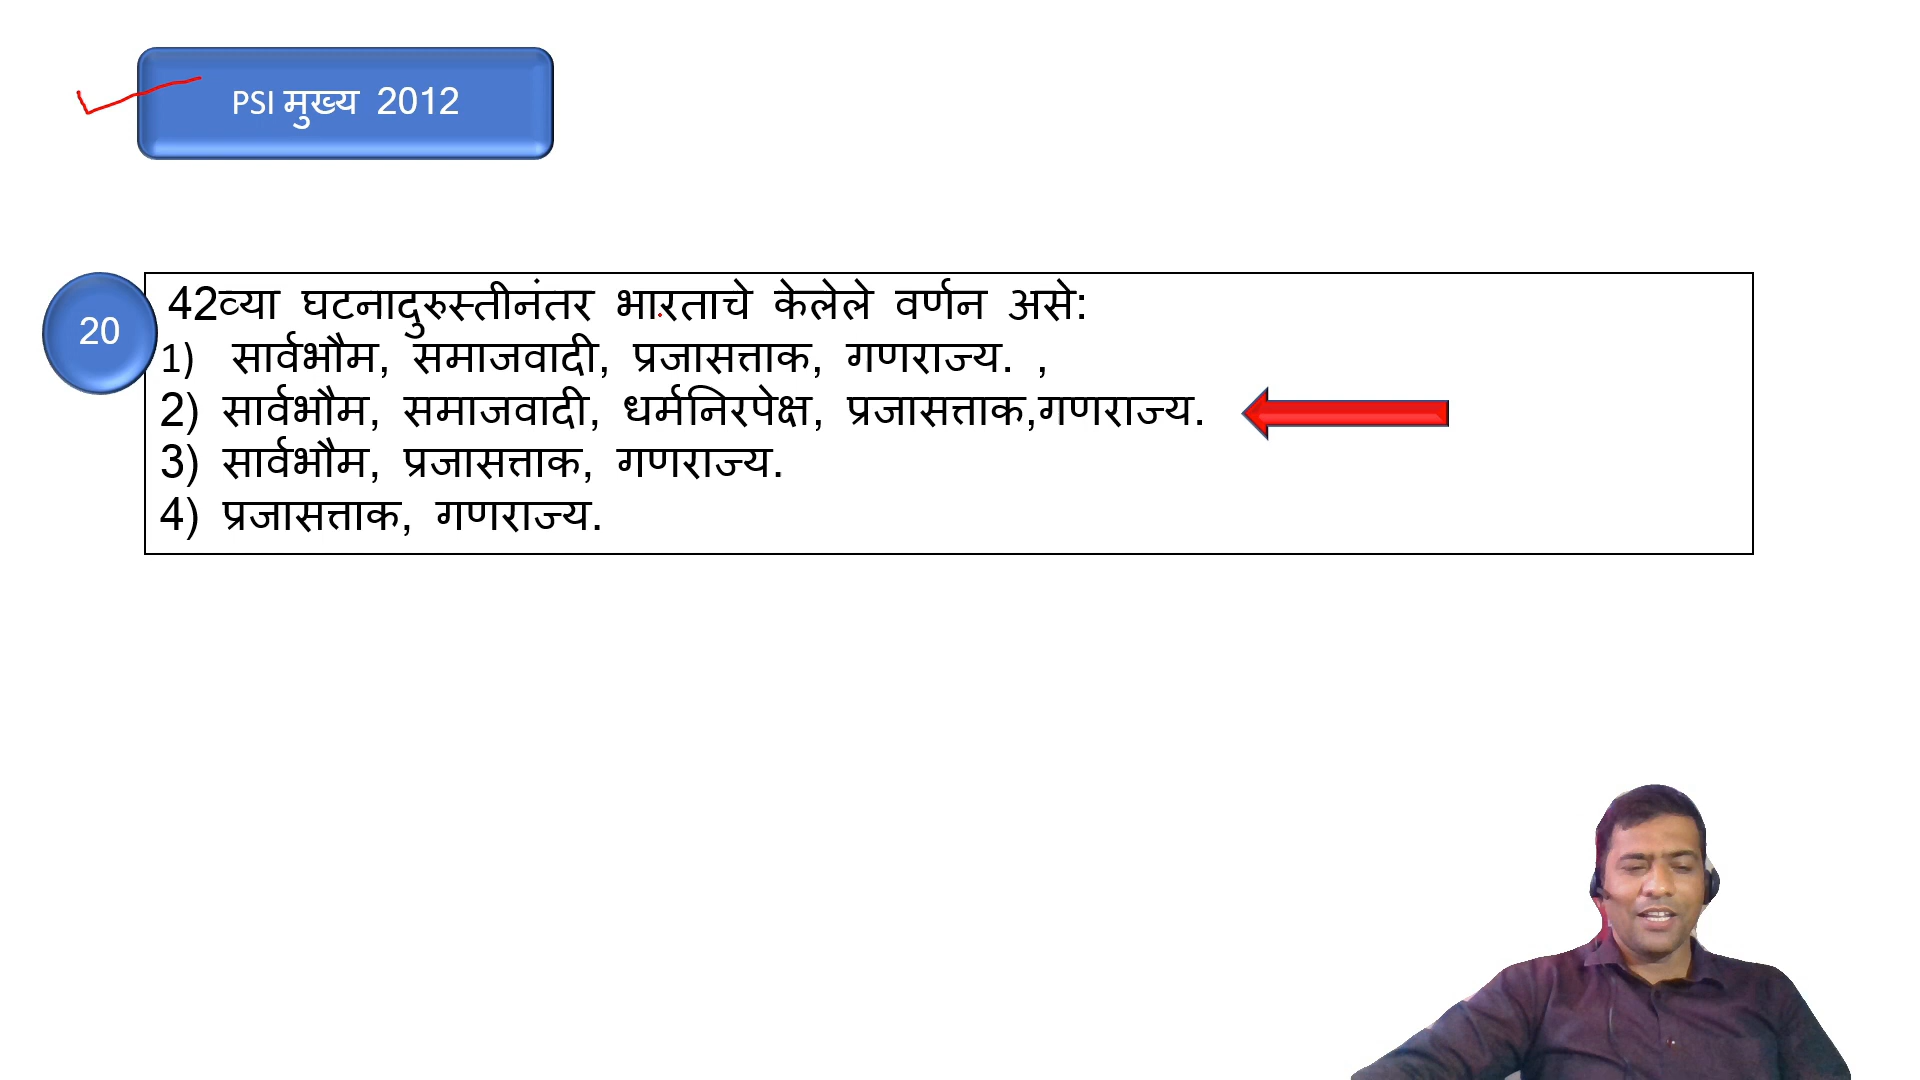 PSI मुख्य 2012
20
42व्या घटनादुरुस्तीनंतर भारताचे केलेले वर्णन असे:
1) सार्वभौम, समाजवादी, प्रजासत्ताक, गणराज्य. ,
2) सार्वभौम, समाजवादी, धर्मनिरपेक्ष, प्रजासत्ताक,गणराज्य.
3) सार्वभौम, प्रजासत्ताक, गणराज्य.
4) प्रजासत्ताक, गणराज्य.